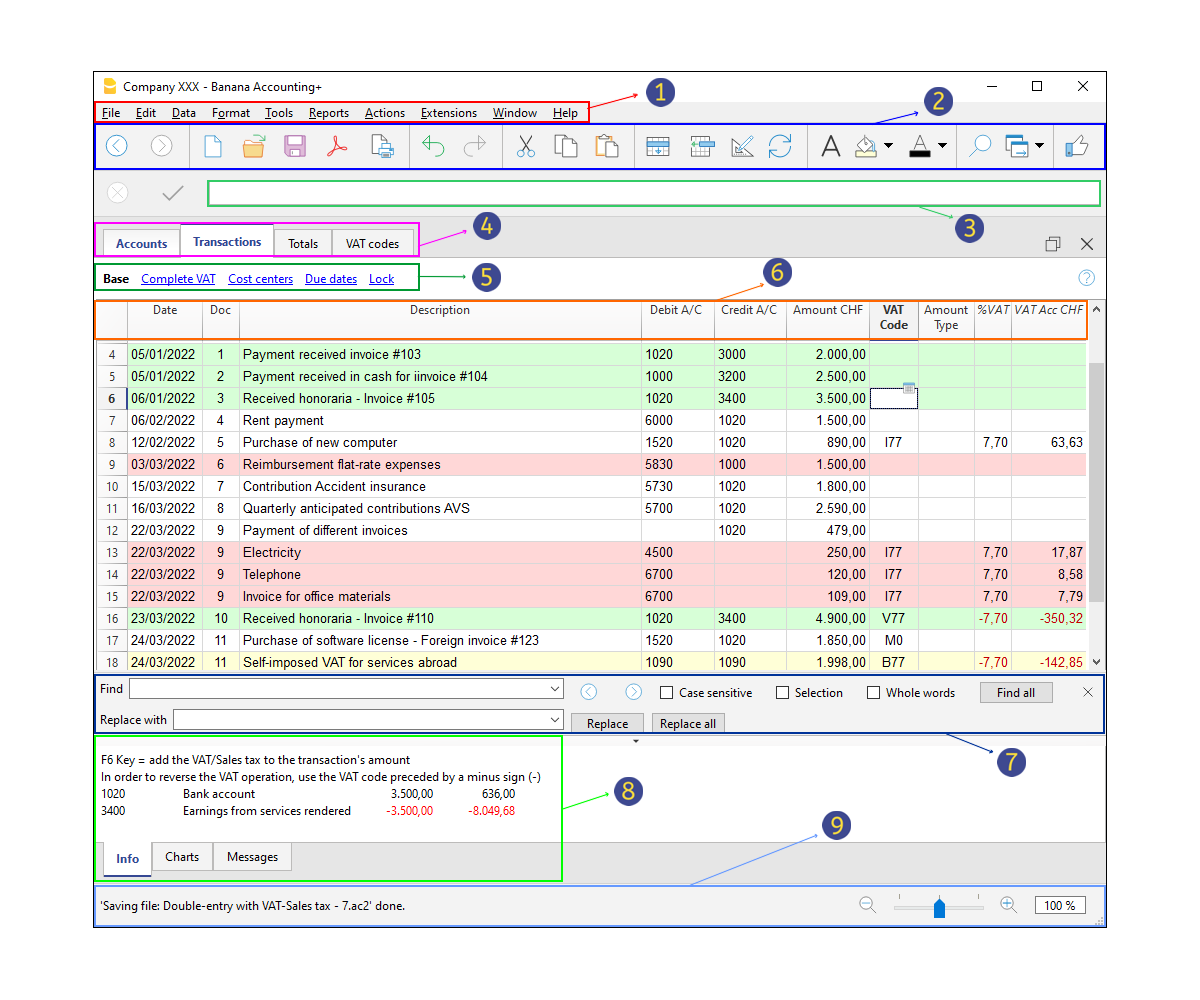 Company XXX - Banana Accounting+
File Edit Data Format Tools Reports Actions Extensions Window Help
1
2
3
Accounts Transactions Totals VAT codes
4
Base Complete VAT Cost centers Due dates Lock
5
6
Date Doc Description Debit A/C Credit A/C Amount CHF VAT Code Amount Type %VAT VAT Acc CHF
4 05/01/2022 1 Payment received invoice #103 1020 3000 2.000,00
5 05/01/2022 2 Payment received in cash for iinvoice #104 1000 3200 2.500,00
6 06/01/2022 3 Received honoraria - Invoice #105 1020 3400 3.500,00
7 06/02/2022 4 Rent payment 6000 1020 1.500,00
8 12/02/2022 5 Purchase of new computer 1520 1020 890,00 I77 7,70 63,63
9 03/03/2022 6 Reimbursement flat-rate expenses 5830 1000 1.500,00
10 15/03/2022 7 Contribution Accident insurance 5730 1020 1.800,00
11 16/03/2022 8 Quarterly anticipated contributions AVS 5700 1020 2.590,00
12 22/03/2022 9 Payment of different invoices 1020 479,00
13 22/03/2022 9 Electricity 4500 250,00 I77 7,70 17,87
14 22/03/2022 9 Telephone 6700 120,00 I77 7,70 8,58
15 22/03/2022 9 Invoice for office materials 6700 109,00 I77 7,70 7,79
16 23/03/2022 10 Received honoraria - Invoice #110 1020 3400 4.900,00 V77 -7,70 -350,32
17 24/03/2022 11 Purchase of software license - Foreign invoice #123 1520 1020 1.850,00 M0
18 24/03/2022 11 Self-imposed VAT for services abroad 1090 1090 1.998,00 B77 -7,70 -142,85
Find Case sensitive Selection Whole words Find all
Replace with Replace Replace all
7
F6 Key = add the VAT/Sales tax to the transaction's amount
In order to reverse the VAT operation, use the VAT code preceded by a minus sign (-)
1020 Bank account 3.500,00 636,00
3400 Earnings from services rendered -3.500,00 -8.049,68
8
9
Info Charts Messages
'Saving file: Double-entry with VAT-Sales tax - 7.ac2' done. 100 %